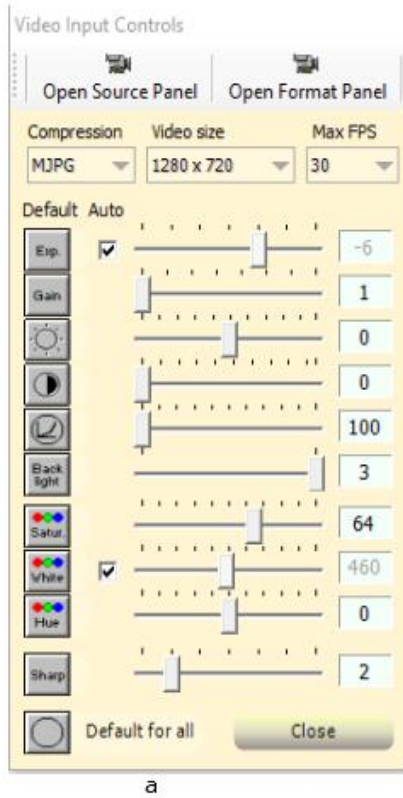 Video Input Controls
Open Source Panel Open Format Panel
Compression Video size Max FPS
MJPG 1280 x 720 30
Default Auto
Exp. -6
Gain 1
0
0
100
Back light 3
Satur. 64
White 460
Hue 0
Sharp 2
Default for all Close
a